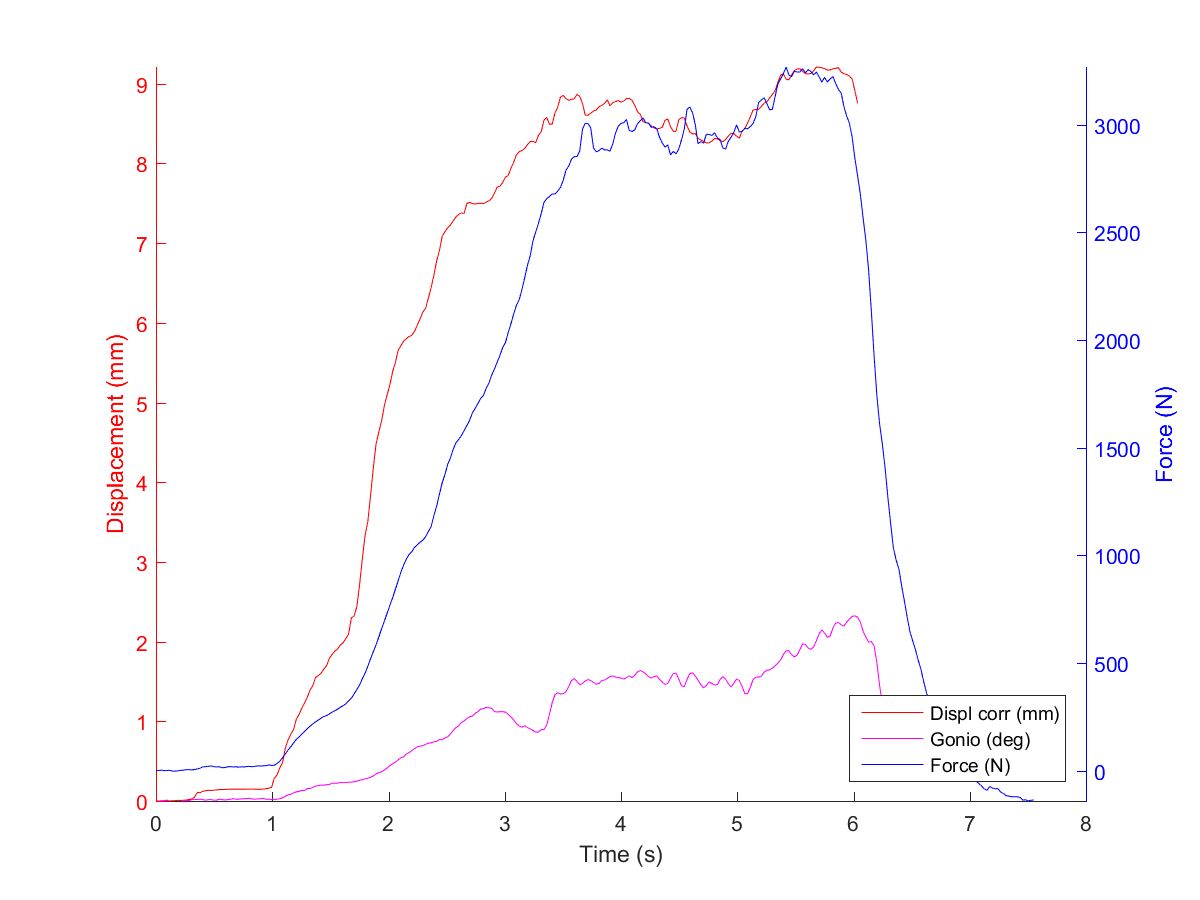 9
8
7
6
5
4
3
2
1
0
Displacement (mm)
3000
2500
2000
1500
1000
500
0
Force (N)
Displ corr (mm)
Gonio (deg)
Force (N)
0 1 2 3 4 5 6 7 8
Time (s)